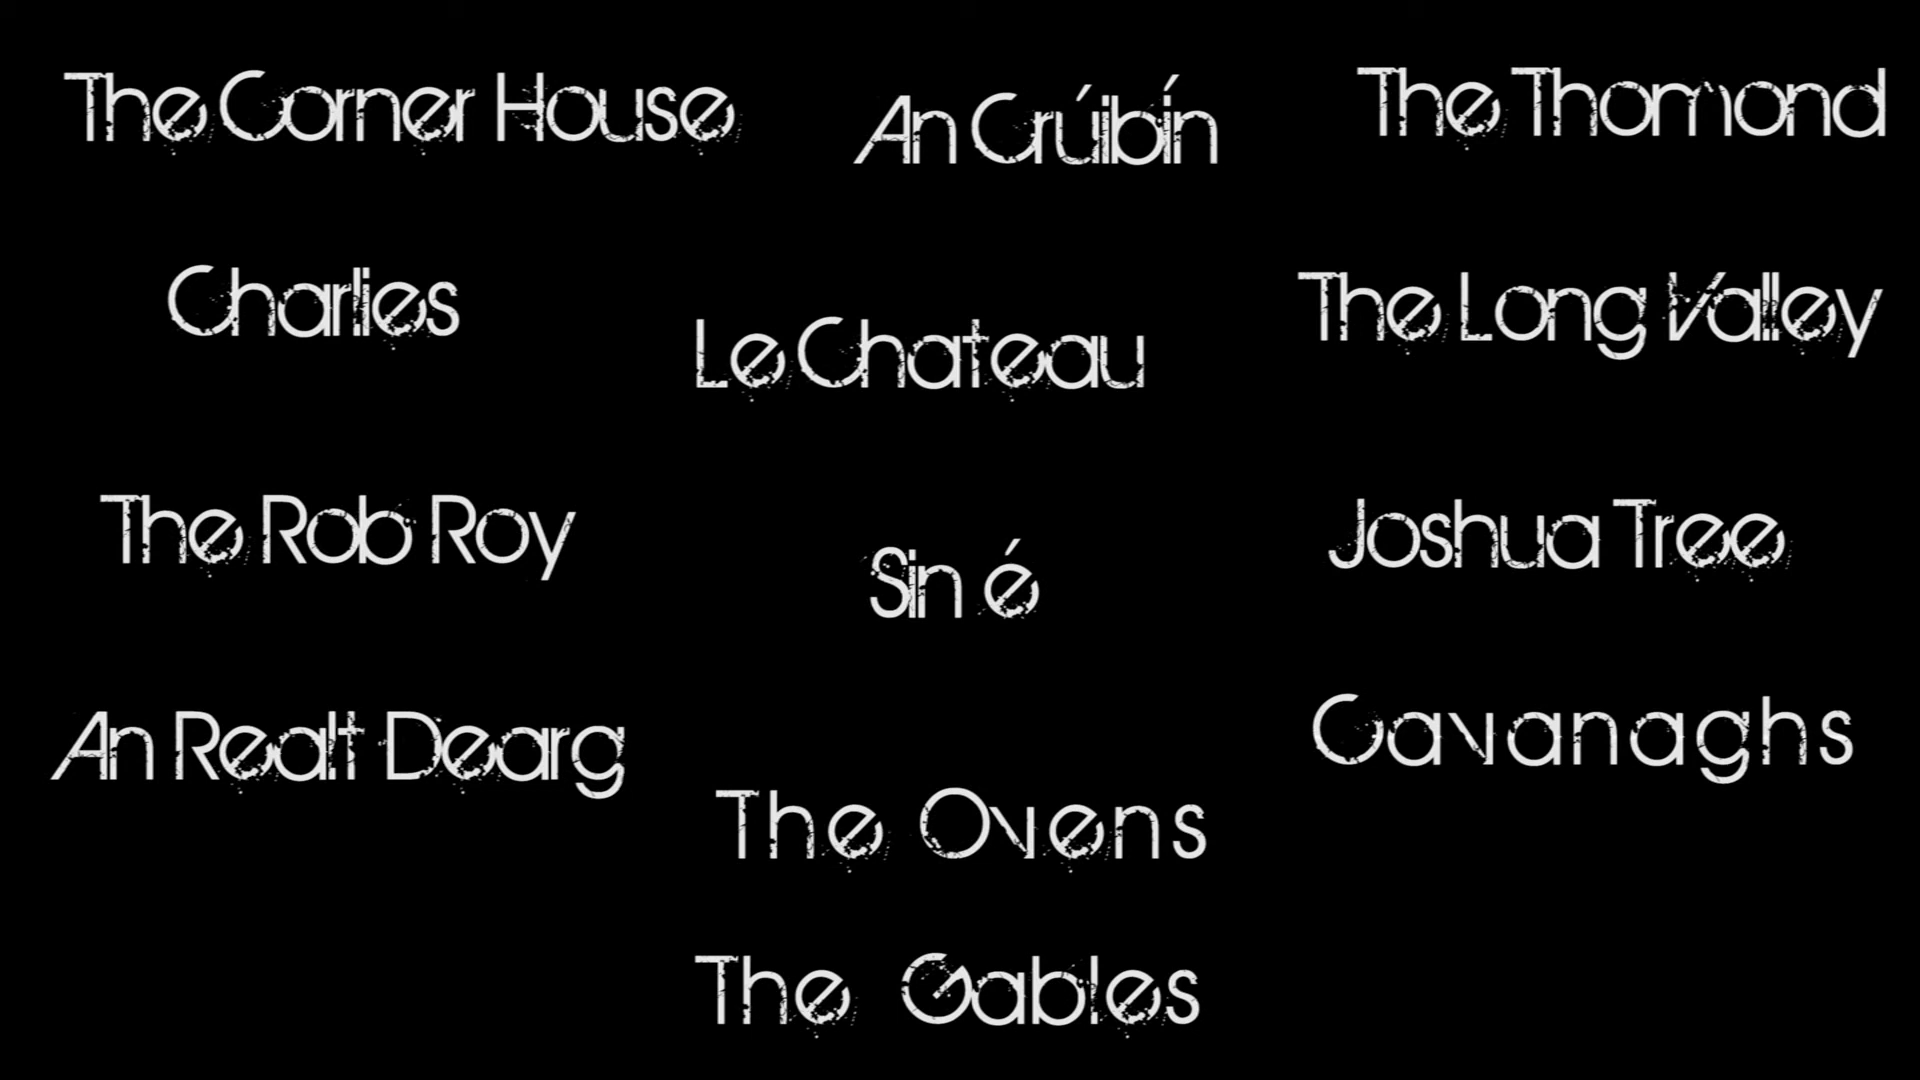 The Corner House
An Crúibín
The Thomond
Charlies
Le Chateau
The Long Valley
The Rob Roy
Sin é
Joshua Tree
An Realt Dearg
Cavanaghs
The Ovens
The Gables